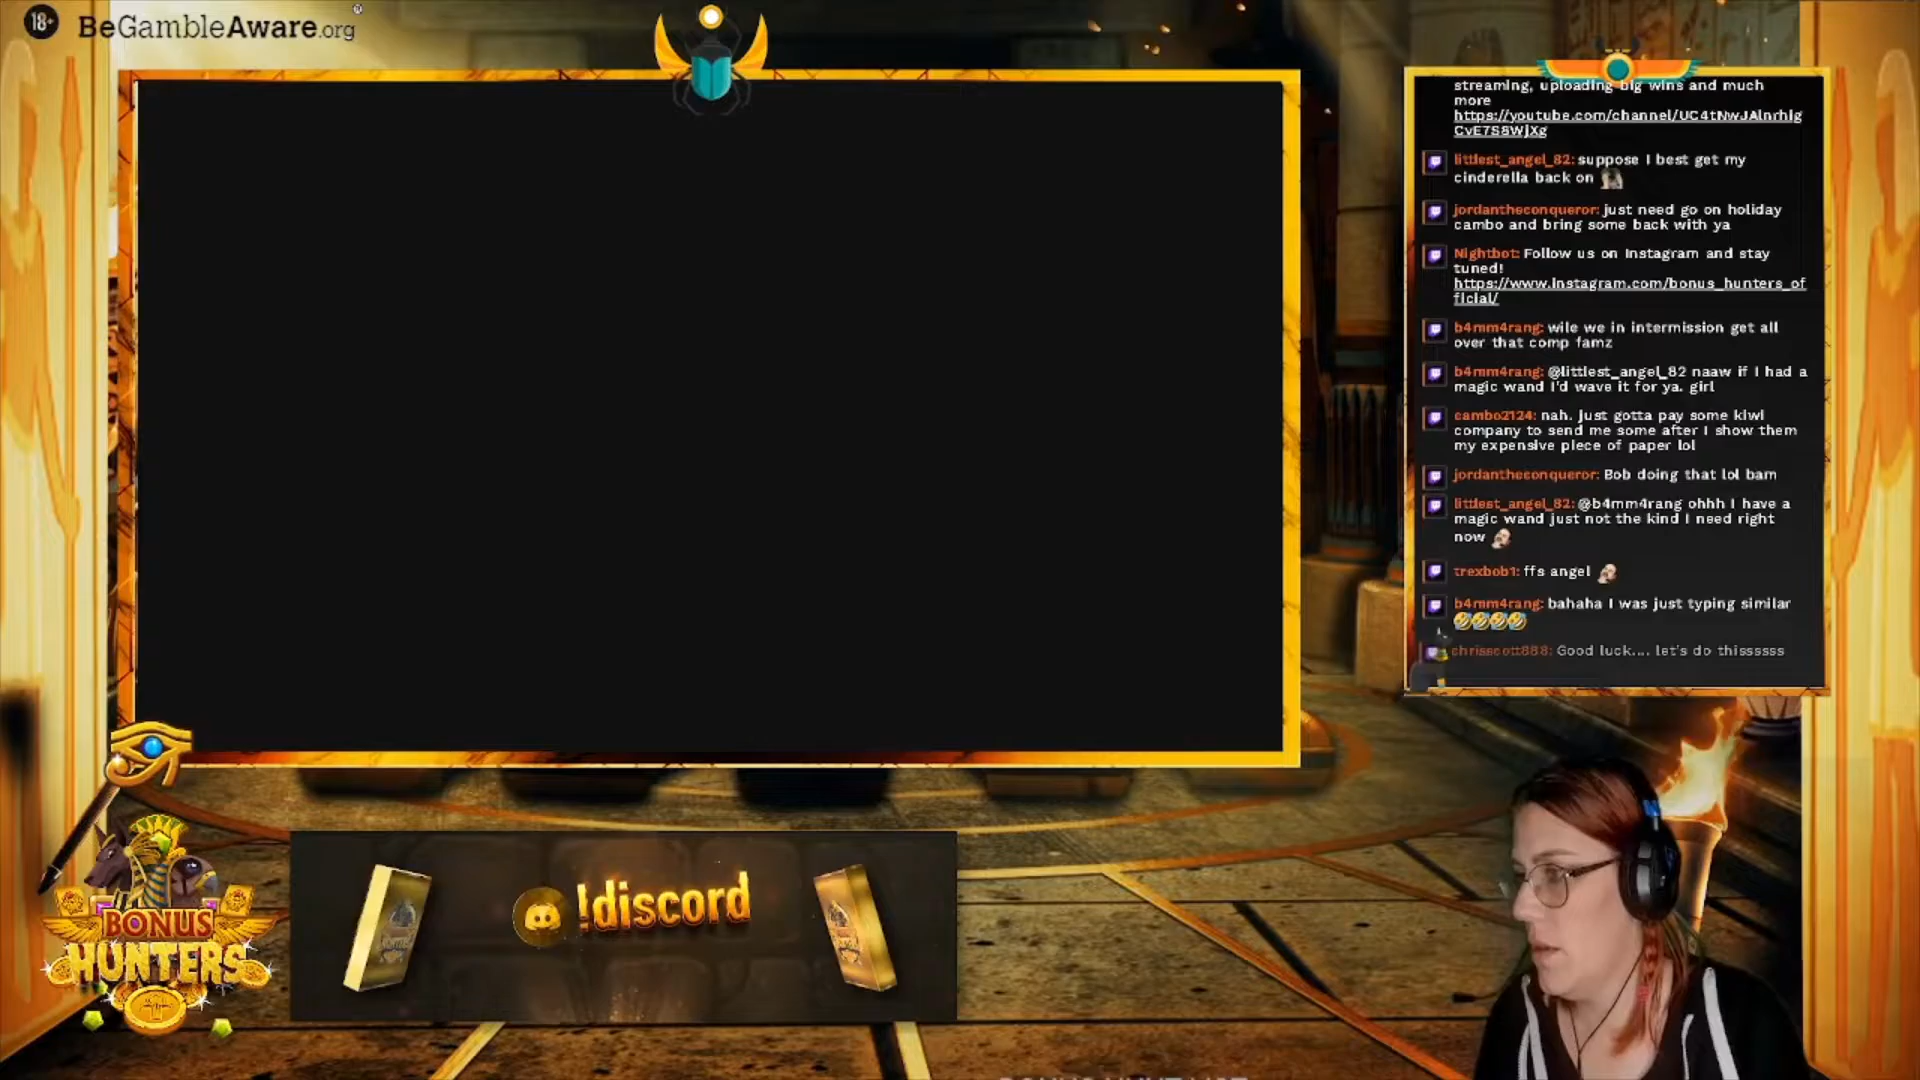 18+ BeGambleAware.org®
streaming, uploading big wins and much
more
https://youtube.com/channel/UC4tNwJAlnrhig
CvE7S8WjXg
littlest_angel_82: suppose I best get my
cinderella back on
jordantheconqueror: just need go on holiday
cambo and bring some back with ya
Nightbot: Follow us on Instagram and stay
tuned!
https://www.instagram.com/bonus_hunters_of
ficial/
b4mm4rang: wile we in intermission get all
over that comp famz
b4mm4rang: @littlest_angel_82 naaw if I had a
magic wand I'd wave it for ya. girl
cambo2124: nah. just gotta pay some kiwi
company to send me some after I show them
my expensive piece of paper lol
jordantheconqueror: Bob doing that lol bam
littlest_angel_82: @b4mm4rang ohhh I have a
magic wand just not the kind I need right
now
trexbob1: ffs angel
b4mm4rang: bahaha I was just typing similar
🤣🤣🤣🤣
chrisscott888: Good luck.... let's do thisssss
BONUS
HUNTERS
!discord